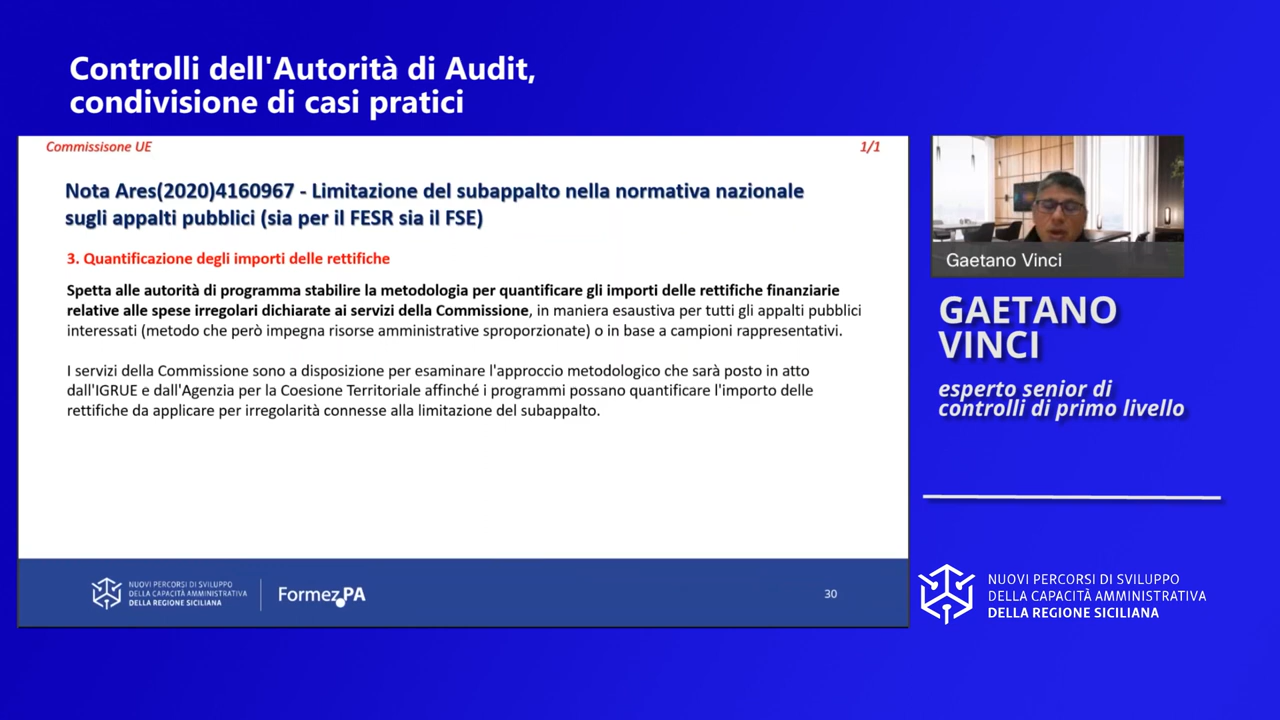 Controlli dell'Autorità di Audit,
condivisione di casi pratici
Commissisone UE
1/1
Nota Ares(2020)4160967 - Limitazione del subappalto nella normativa nazionale
sugli appalti pubblici (sia per il FESR sia il FSE)
3. Quantificazione degli importi delle rettifiche
Spetta alle autorità di programma stabilire la metodologia per quantificare gli importi delle rettifiche finanziarie
relative alle spese irregolari dichiarate ai servizi della Commissione, in maniera esaustiva per tutti gli appalti pubblici
interessati (metodo che però impegna risorse amministrative sproporzionate) o in base a campioni rappresentativi.
I servizi della Commissione sono a disposizione per esaminare l'approccio metodologico che sarà posto in atto
dall'IGRUE e dall'Agenzia per la Coesione Territoriale affinché i programmi possano quantificare l'importo delle
rettifiche da applicare per irregolarità connesse alla limitazione del subappalto.
NUOVI PERCORSI DI SVILUPPO
DELLA CAPACITÀ AMMINISTRATIVA
DELLA REGIONE SICILIANA
FormezPA
30
Gaetano Vinci
GAETANO
VINCI
esperto senior di
controlli di primo livello
NUOVI PERCORSI DI SVILUPPO
DELLA CAPACITÀ AMMINISTRATIVA
DELLA REGIONE SICILIANA